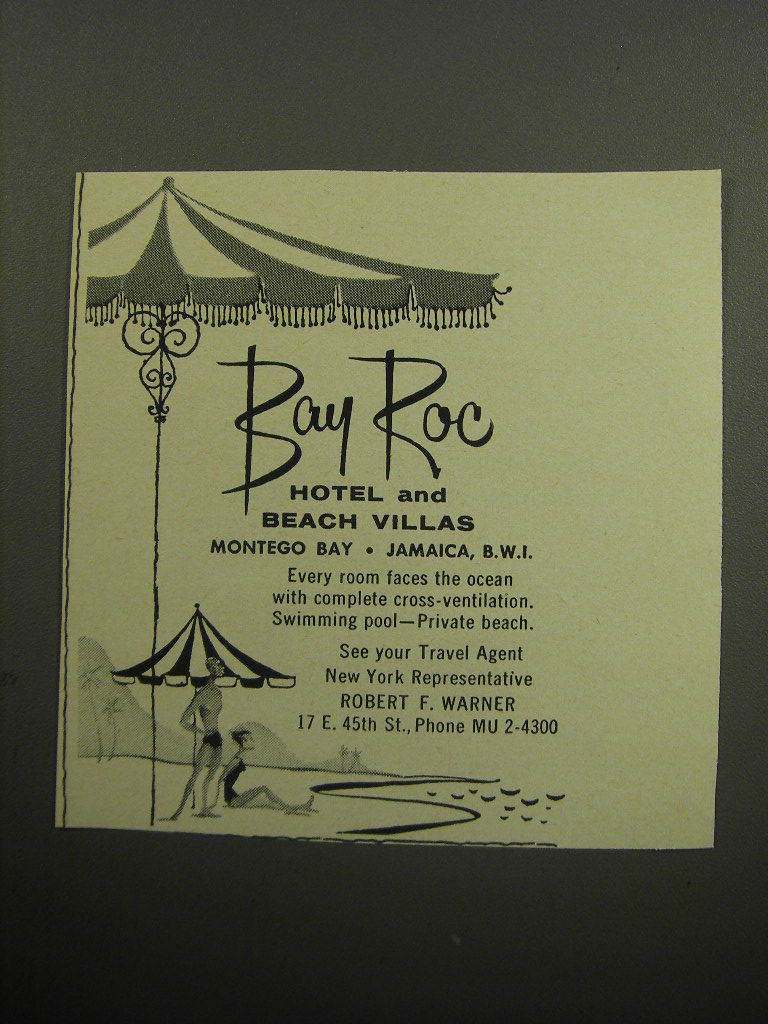 Bay Roc
HOTEL and
BEACH VILLAS
MONTEGO BAY • JAMAICA, B.W.I.
Every room faces the ocean
with complete cross-ventilation.
Swimming pool—Private beach.
See your Travel Agent
New York Representative
ROBERT F. WARNER
17 E. 45th St., Phone MU 2-4300